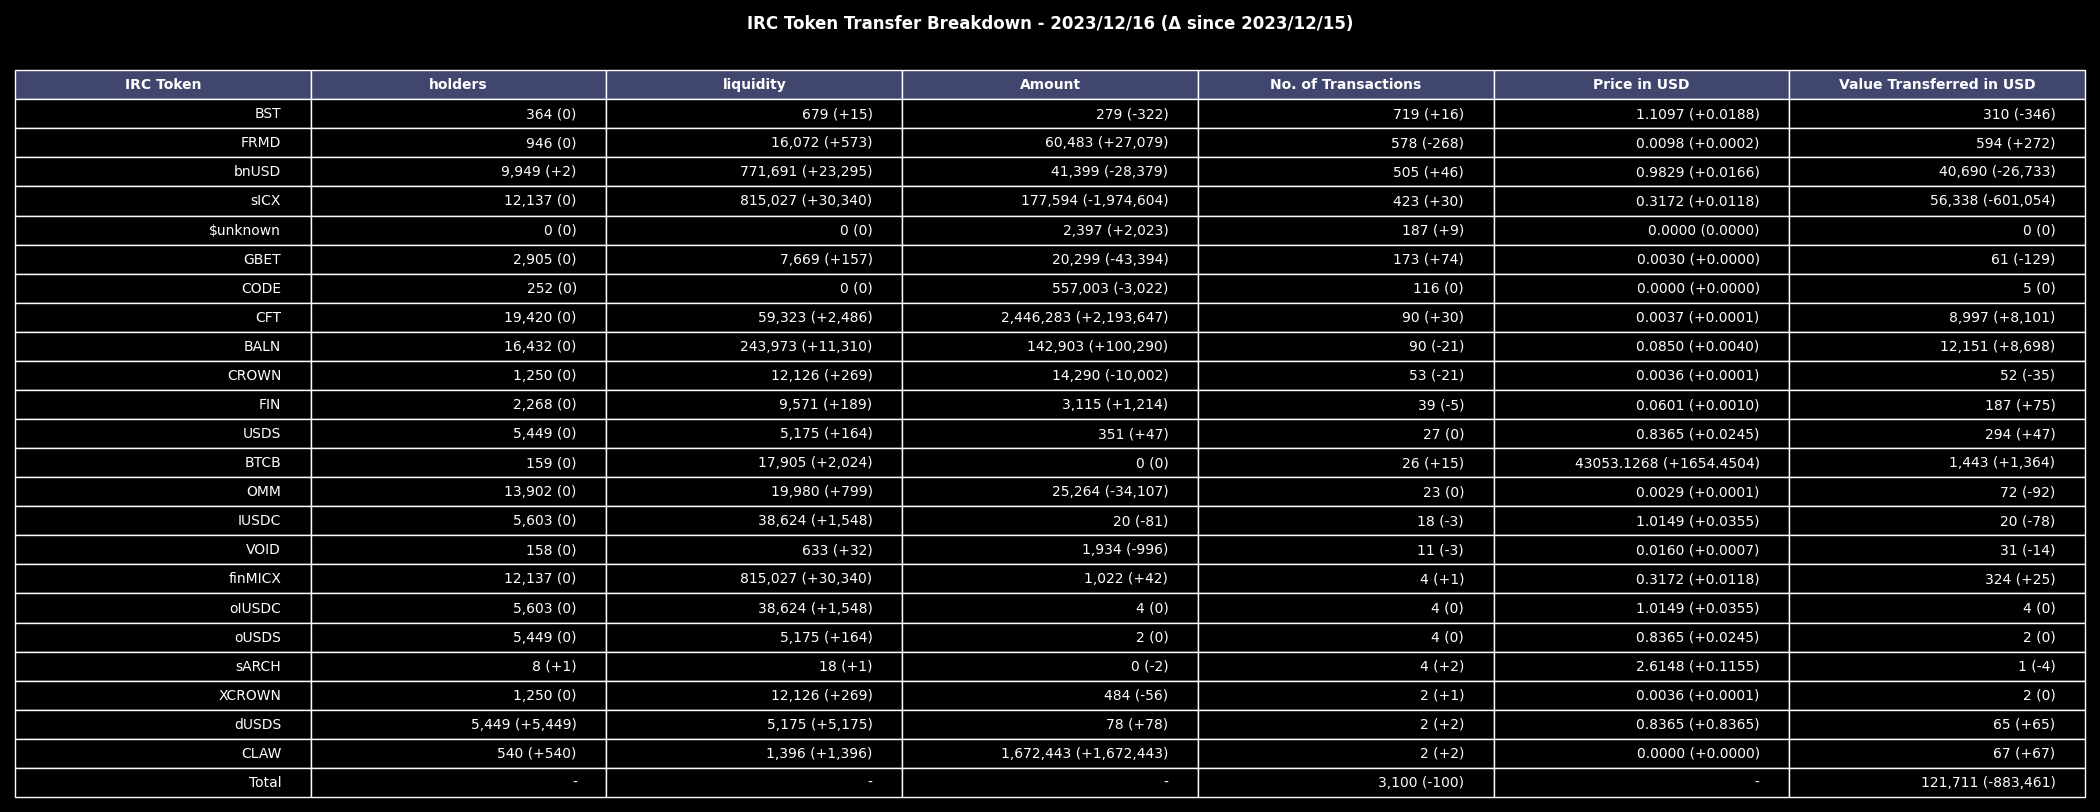 IRC Token Transfer Breakdown - 2023/12/16 (Δ since 2023/12/15)
IRC Token holders liquidity Amount No. of Transactions Price in USD Value Transferred in USD
BST 364 (0) 679 (+15) 279 (-322) 719 (+16) 1.1097 (+0.0188) 310 (-346)
FRMD 946 (0) 16,072 (+573) 60,483 (+27,079) 578 (-268) 0.0098 (+0.0002) 594 (+272)
bnUSD 9,949 (+2) 771,691 (+23,295) 41,399 (-28,379) 505 (+46) 0.9829 (+0.0166) 40,690 (-26,733)
sICX 12,137 (0) 815,027 (+30,340) 177,594 (-1,974,604) 423 (+30) 0.3172 (+0.0118) 56,338 (-601,054)
$unknown 0 (0) 0 (0) 2,397 (+2,023) 187 (+9) 0.0000 (0.0000) 0 (0)
GBET 2,905 (0) 7,669 (+157) 20,299 (-43,394) 173 (+74) 0.0030 (+0.0000) 61 (-129)
CODE 252 (0) 0 (0) 557,003 (-3,022) 116 (0) 0.0000 (+0.0000) 5 (0)
CFT 19,420 (0) 59,323 (+2,486) 2,446,283 (+2,193,647) 90 (+30) 0.0037 (+0.0001) 8,997 (+8,101)
BALN 16,432 (0) 243,973 (+11,310) 142,903 (+100,290) 90 (-21) 0.0850 (+0.0040) 12,151 (+8,698)
CROWN 1,250 (0) 12,126 (+269) 14,290 (-10,002) 53 (-21) 0.0036 (+0.0001) 52 (-35)
FIN 2,268 (0) 9,571 (+189) 3,115 (+1,214) 39 (-5) 0.0601 (+0.0010) 187 (+75)
USDS 5,449 (0) 5,175 (+164) 351 (+47) 27 (0) 0.8365 (+0.0245) 294 (+47)
BTCB 159 (0) 17,905 (+2,024) 0 (0) 26 (+15) 43053.1268 (+1654.4504) 1,443 (+1,364)
OMM 13,902 (0) 19,980 (+799) 25,264 (-34,107) 23 (0) 0.0029 (+0.0001) 72 (-92)
IUSDC 5,603 (0) 38,624 (+1,548) 20 (-81) 18 (-3) 1.0149 (+0.0355) 20 (-78)
VOID 158 (0) 633 (+32) 1,934 (-996) 11 (-3) 0.0160 (+0.0007) 31 (-14)
finMICX 12,137 (0) 815,027 (+30,340) 1,022 (+42) 4 (+1) 0.3172 (+0.0118) 324 (+25)
oIUSDC 5,603 (0) 38,624 (+1,548) 4 (0) 4 (0) 1.0149 (+0.0355) 4 (0)
oUSDS 5,449 (0) 5,175 (+164) 2 (0) 4 (0) 0.8365 (+0.0245) 2 (0)
sARCH 8 (+1) 18 (+1) 0 (-2) 4 (+2) 2.6148 (+0.1155) 1 (-4)
XCROWN 1,250 (0) 12,126 (+269) 484 (-56) 2 (+1) 0.0036 (+0.0001) 2 (0)
dUSDS 5,449 (+5,449) 5,175 (+5,175) 78 (+78) 2 (+2) 0.8365 (+0.8365) 65 (+65)
CLAW 540 (+540) 1,396 (+1,396) 1,672,443 (+1,672,443) 2 (+2) 0.0000 (+0.0000) 67 (+67)
Total - - - 3,100 (-100) - 121,711 (-883,461)